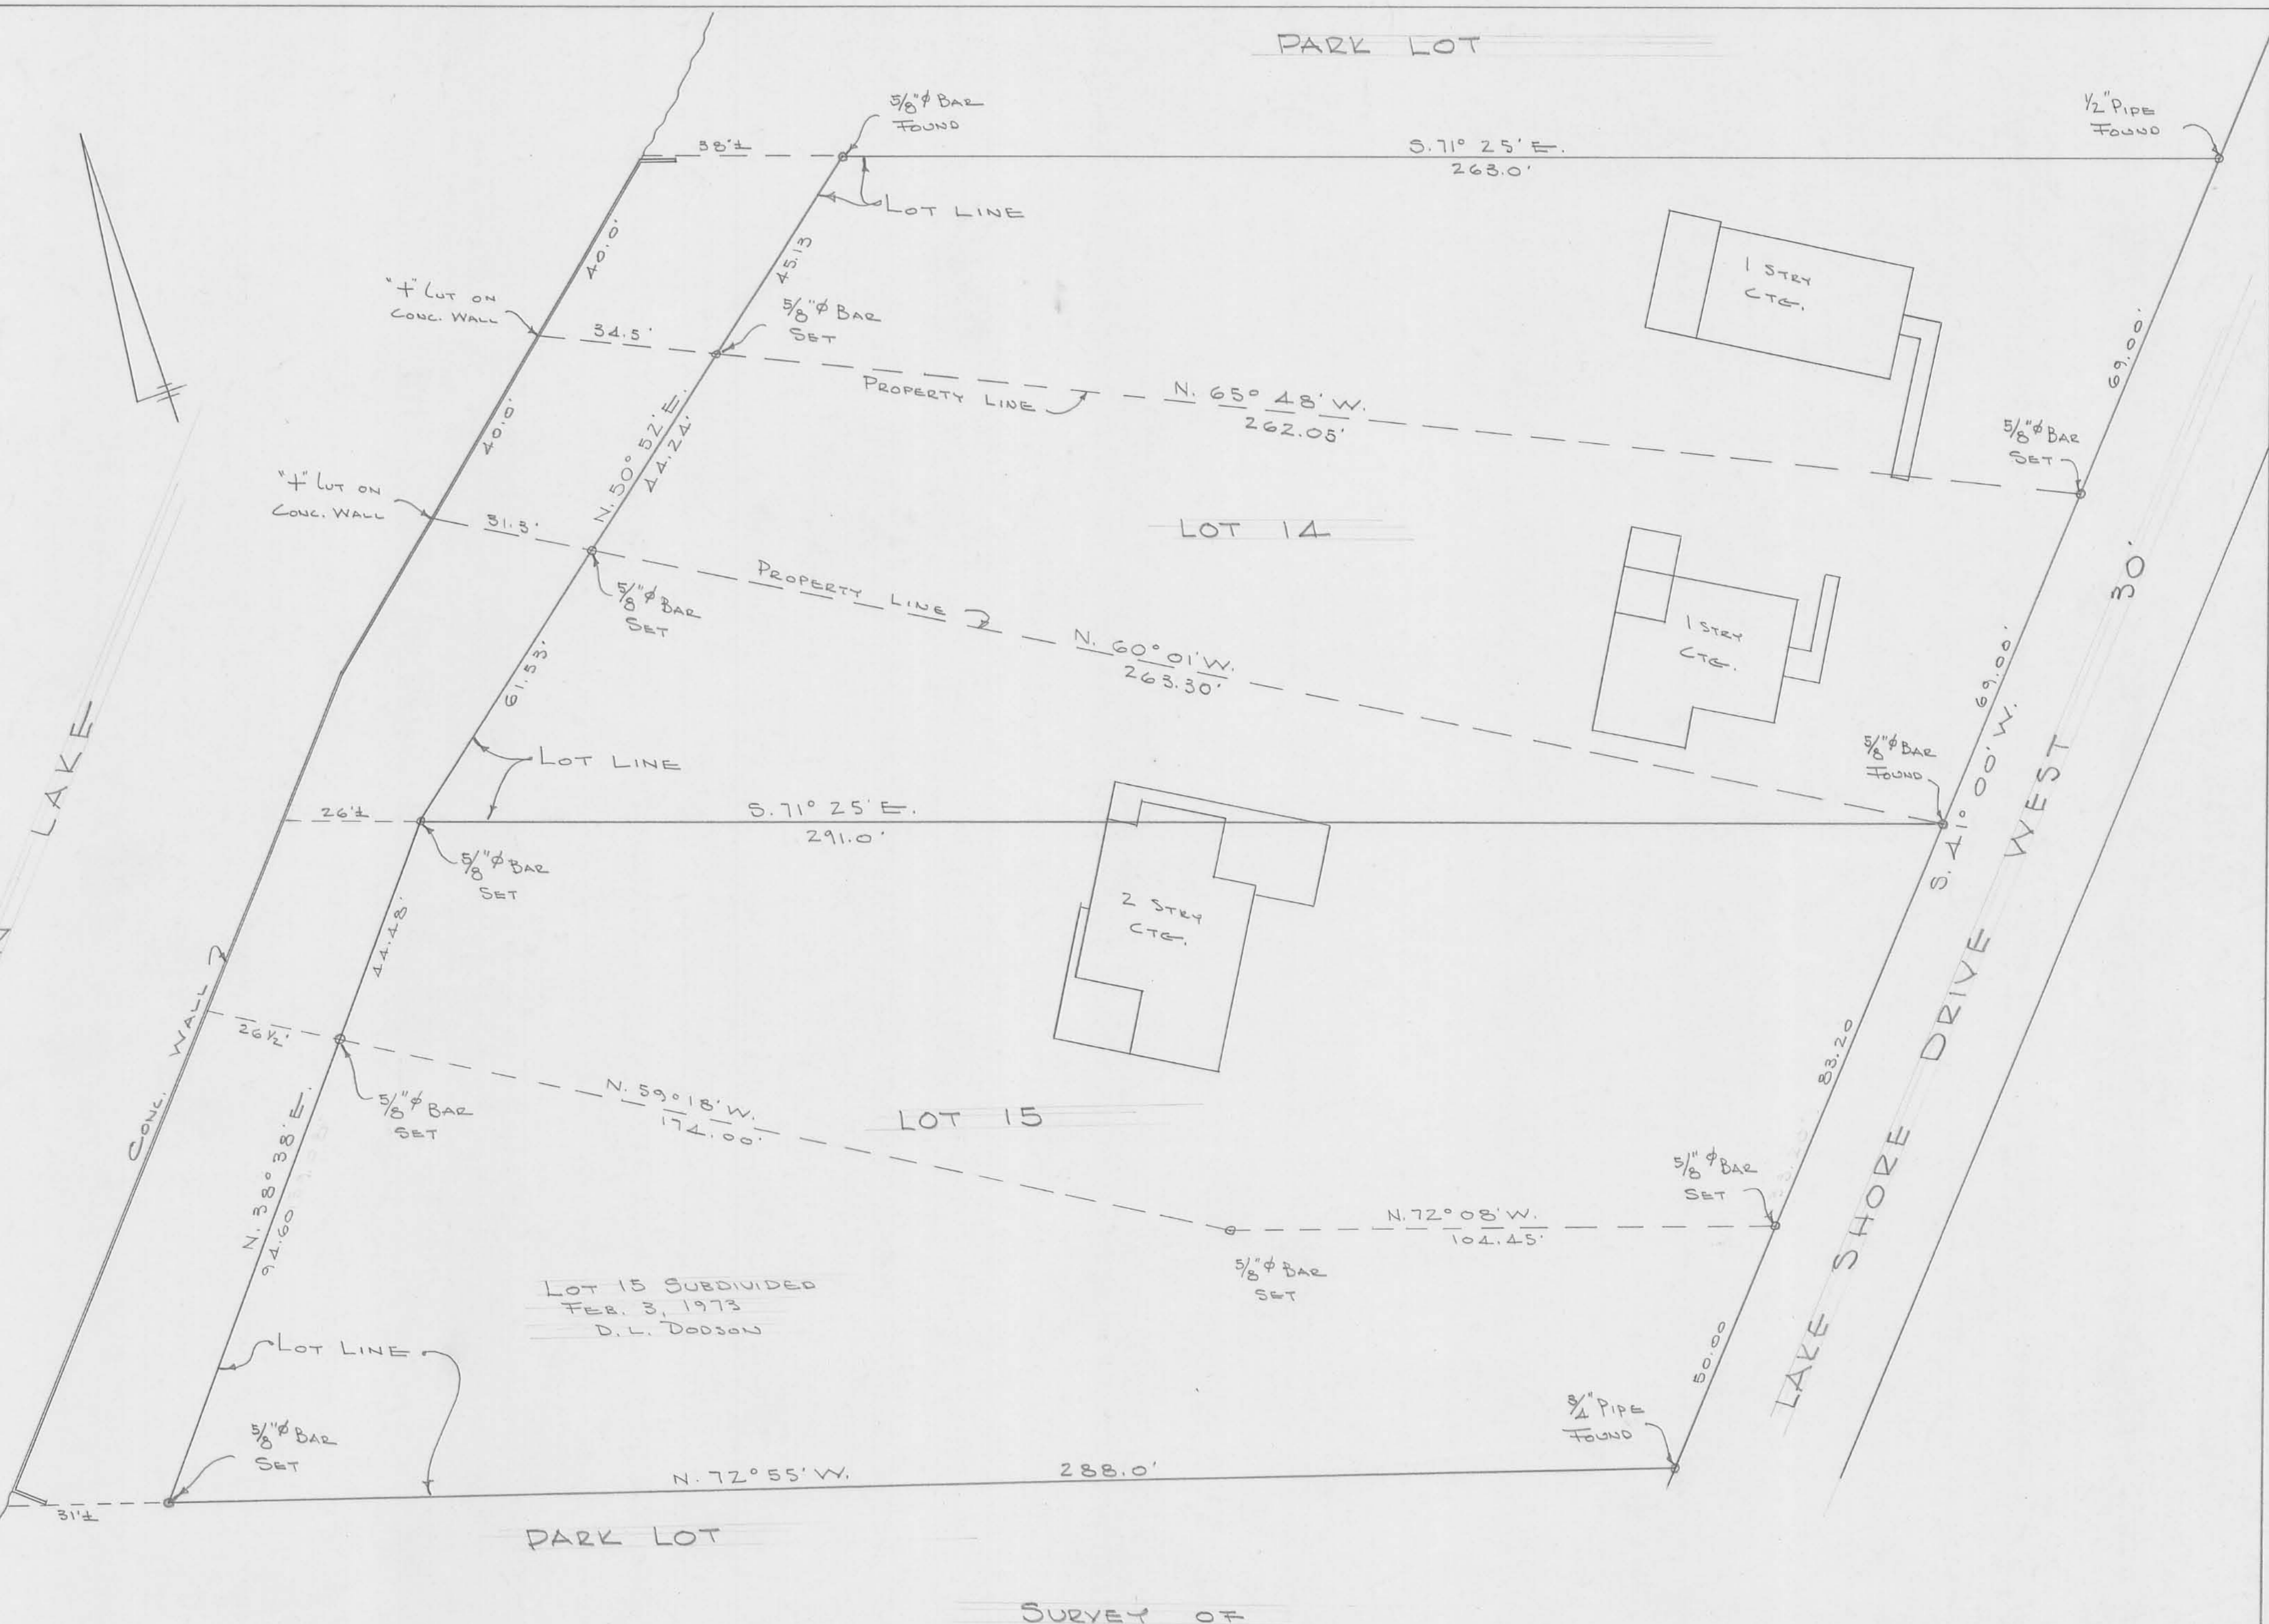 PARK LOT
5/8"φ BAR
FOUND
1/2" PIPE
FOUND
38'±
S. 71° 25' E.
263.0'
LOT LINE
40.0'
45.13
1 STRY
CTG.
"+" CUT ON
CONC. WALL
34.5'
5/8"φ BAR
SET
69.00'
PROPERTY LINE
N. 65° 48' W.
262.05'
40.0'
N. 50° 52' E.
44.24'
5/8"φ BAR
SET
"+" CUT ON
CONC. WALL
31.3'
LOT 14
PROPERTY LINE
5/8"φ BAR
SET
30'
1 STRY
CTG.
N. 60° 01' W.
263.30'
61.53'
69.00'
LAKE
LOT LINE
5/8"φ BAR
FOUND
26'±
S. 71° 25' E.
291.0'
S. 41° 00' W.
5/8"φ BAR
SET
2 STRY
CTG.
44.48'
CONC. WALL
26 1/2'
83.20
LAKE SHORE DRIVE WEST
5/8"φ BAR
SET
N. 59° 18' W.
174.00'
LOT 15
N. 38° 38' E.
94.60
5/8"φ BAR
SET
N. 72° 08' W.
104.45'
5/8"φ BAR
SET
LOT 15 SUBDIVIDED
FEB. 3, 1973
D. L. DODSON
LOT LINE
50.00
3/4" PIPE
FOUND
5/8"φ BAR
SET
N. 72° 55' W.
288.0'
31'±
PARK LOT
SURVEY OF